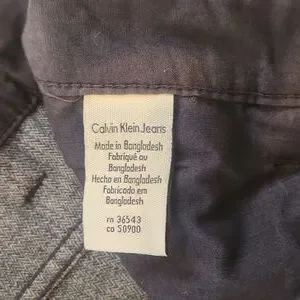 Calvin Klein Jeans
Made in Bangladesh
Fabriqué au
Bangladesh
Hecho en Bangladesh
Fabricado em
Bangladesh
rn 36543
ca 50900